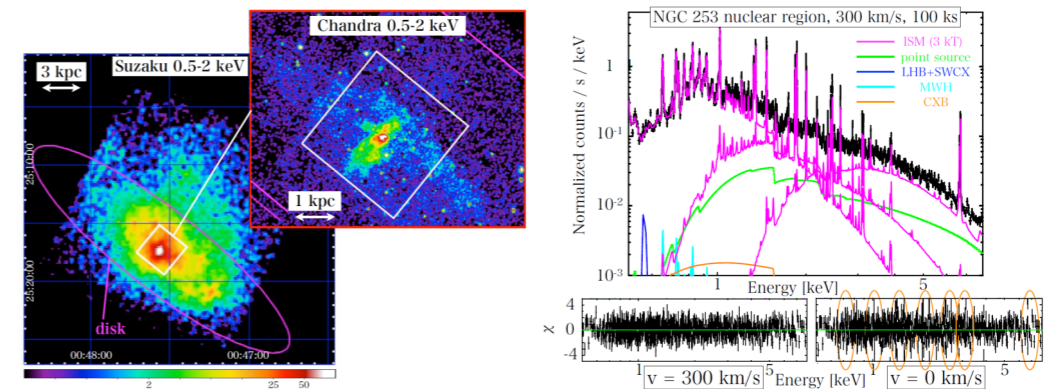 Suzaku 0.5-2 keV
3 kpc
25:10:00
25:20:00
disk
00:48:00
00:47:00
2
25
50
Chandra 0.5-2 keV
1 kpc
NGC 253 nuclear region, 300 km/s, 100 ks
ISM (3 kT)
point source
LHB+SWCX
MWH
CXB
Normalized counts / s / keV
1
10-1
10-2
10-3
1
Energy [keV]
5
χ
4
0
-4
1
v = 300 km/s
5
Energy [keV]
1
v = 0 km/s
5